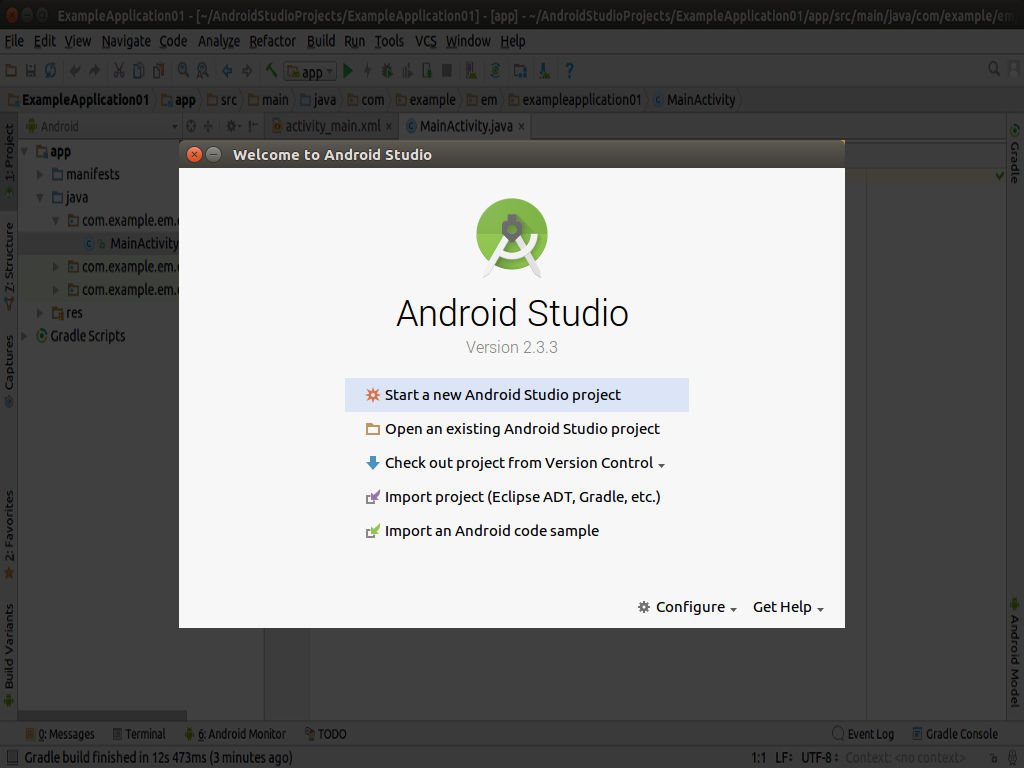 ExampleApplication01 - [~/AndroidStudioProjects/ExampleApplication01] - [app] - ~/AndroidStudioProjects/ExampleApplication01/app/src/main/java/com/example/em
File Edit View Navigate Code Analyze Refactor Build Run Tools VCS Window Help
app
ExampleApplication01 app src main java com example em exampleapplication01 MainActivity
Android
activity_main.xml
MainActivity.java
1: Project
Z: Structure
Captures
2: Favorites
Build Variants
app
manifests
java
com.example.em.
MainActivity
com.example.em.
com.example.em.
res
Gradle Scripts
Welcome to Android Studio
Android Studio
Version 2.3.3
Start a new Android Studio project
Open an existing Android Studio project
Check out project from Version Control
Import project (Eclipse ADT, Gradle, etc.)
Import an Android code sample
Configure Get Help
Gradle
Android Model
0: Messages Terminal 6: Android Monitor TODO Event Log Gradle Console
Gradle build finished in 12s 473ms (3 minutes ago) 1:1 LF: UTF-8: Context: <no context>